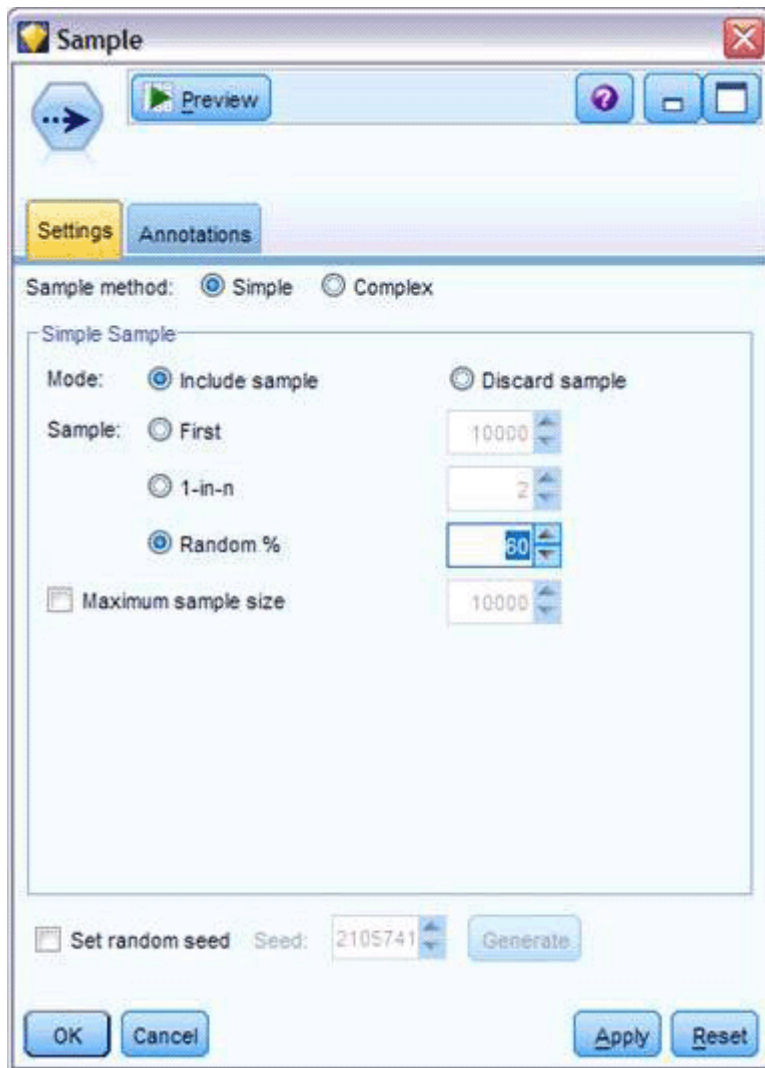 Sample
Preview
Settings Annotations
Sample method: Simple Complex
Simple Sample
Mode: Include sample Discard sample
Sample: First 10000
1-in-n 2
Random % 60
Maximum sample size 10000
Set random seed Seed: 2105741 Generate
OK Cancel Apply Reset